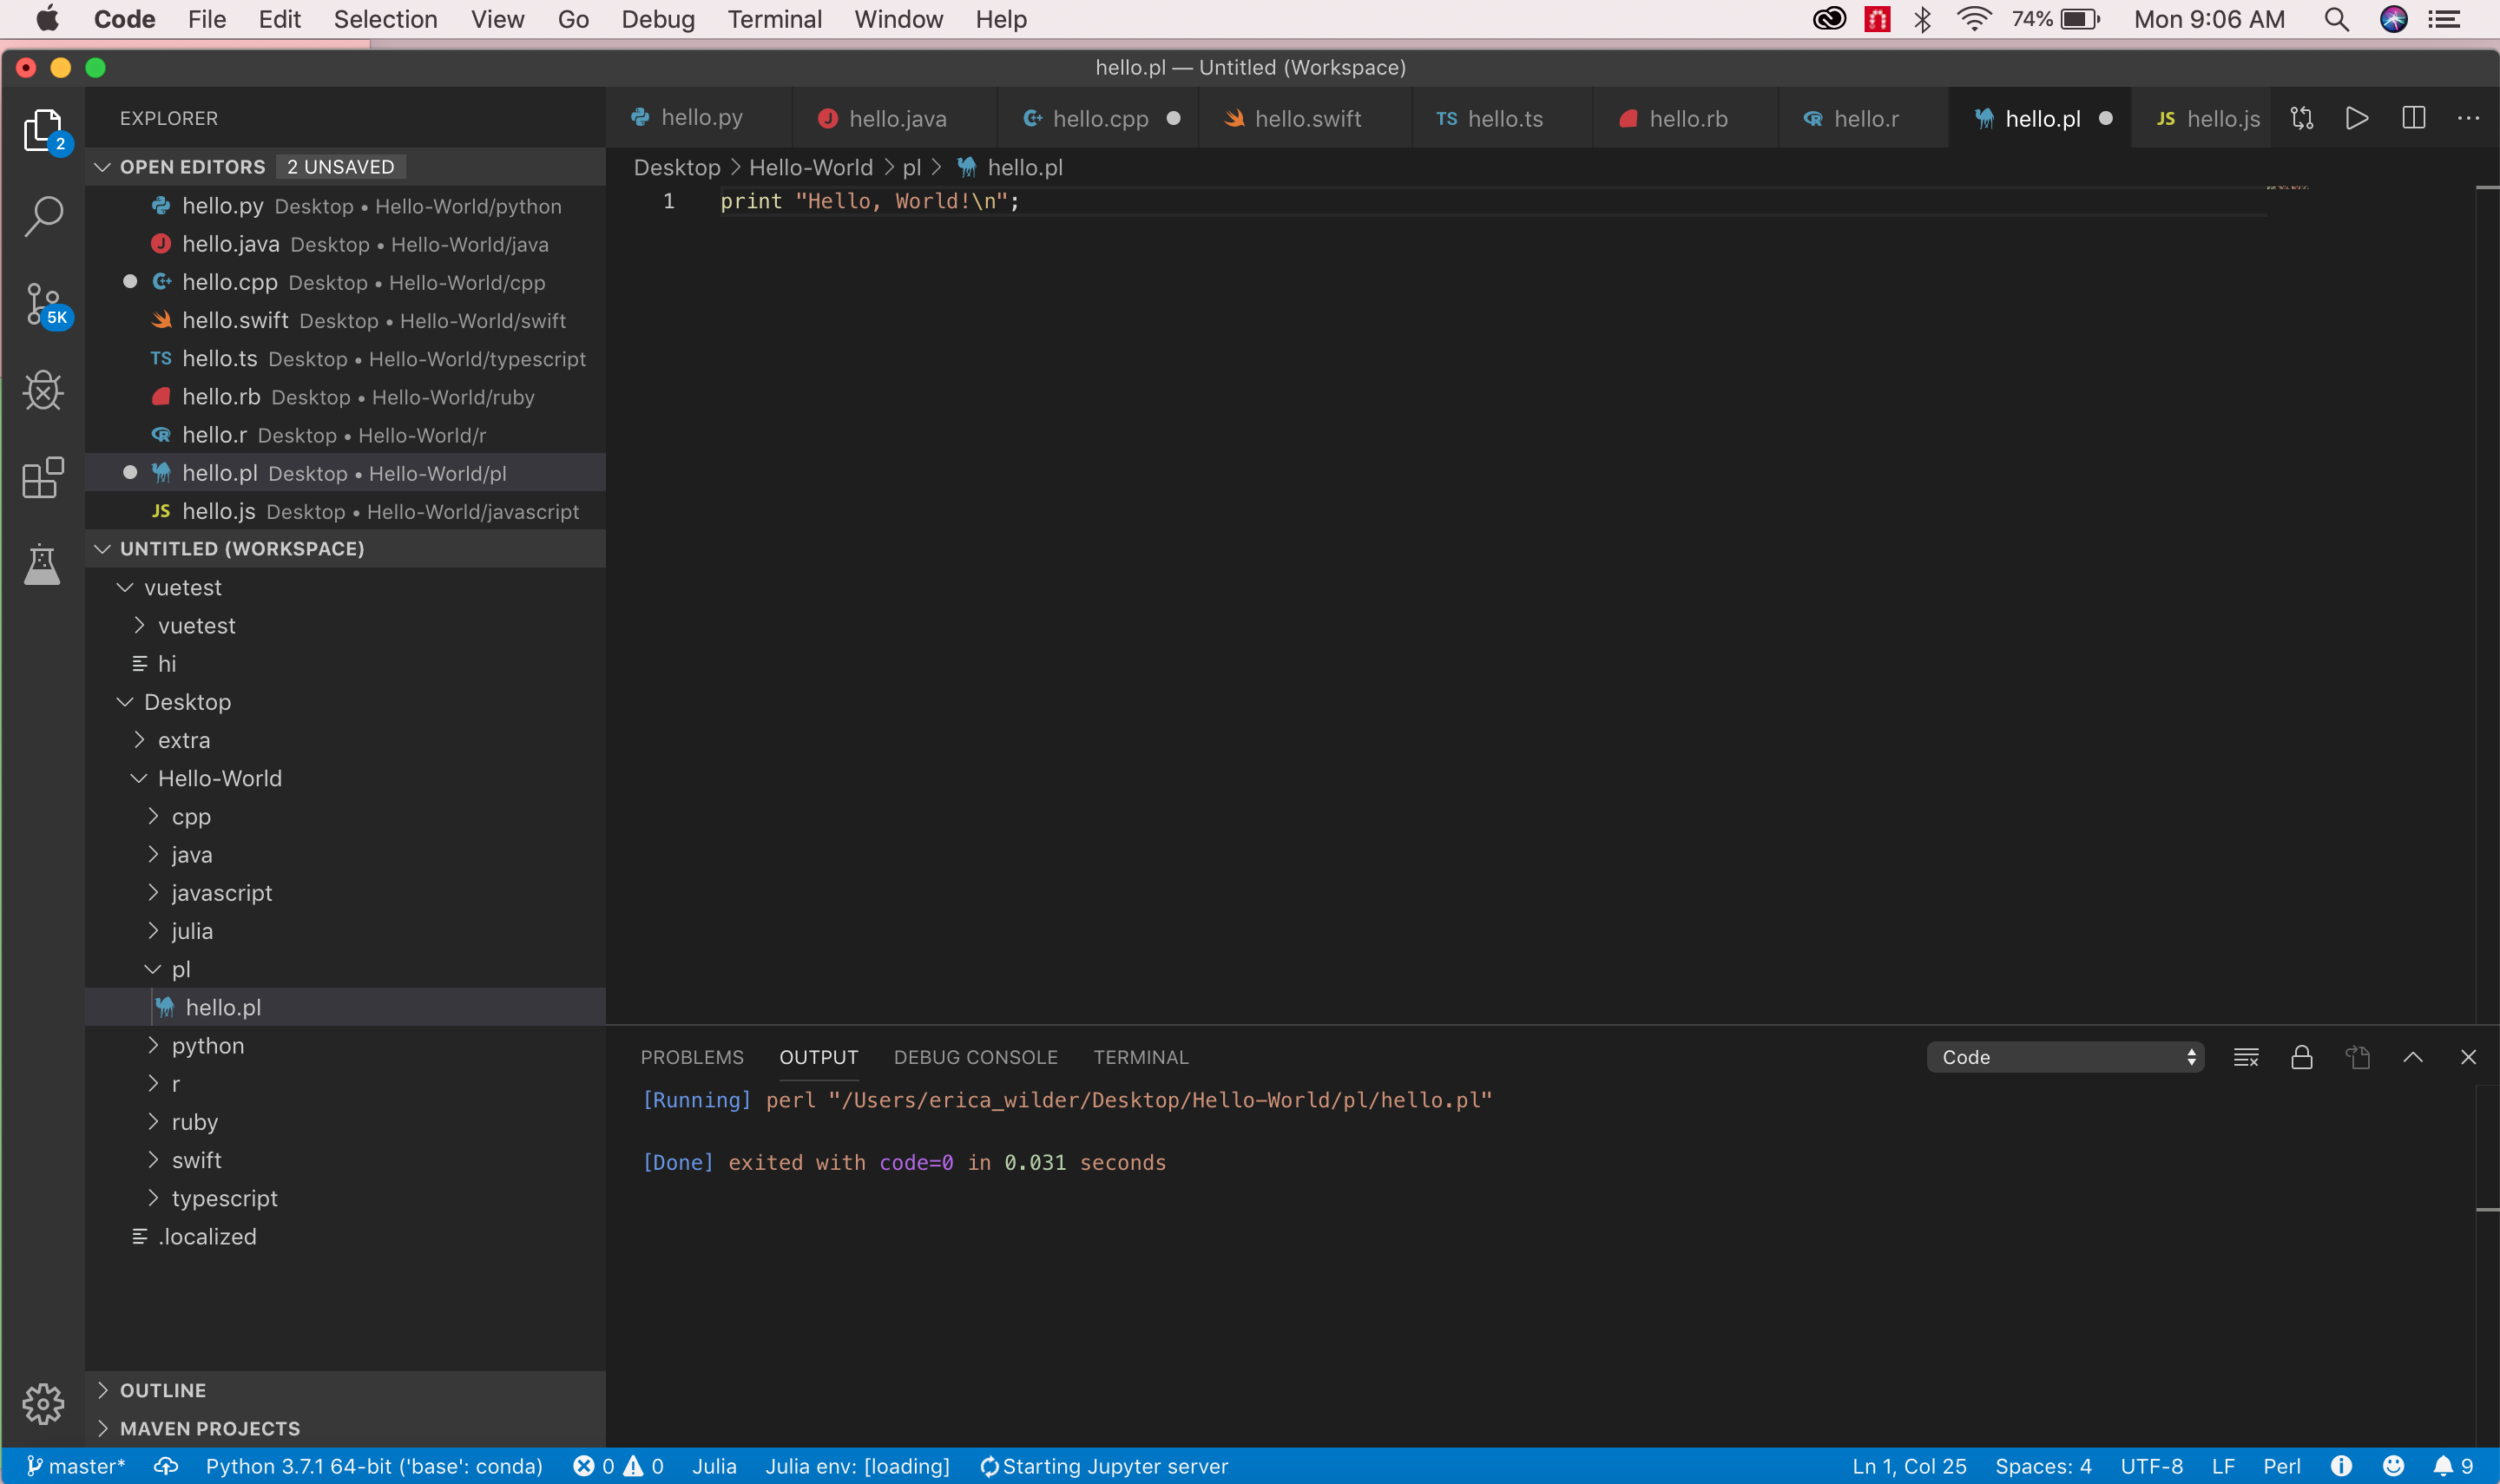 Code File Edit Selection View Go Debug Terminal Window Help 74% Mon 9:06 AM
hello.pl — Untitled (Workspace)
EXPLORER
2
OPEN EDITORS 2 UNSAVED
hello.py Desktop • Hello-World/python
hello.java Desktop • Hello-World/java
hello.cpp Desktop • Hello-World/cpp
hello.swift Desktop • Hello-World/swift
5K
TS hello.ts Desktop • Hello-World/typescript
hello.rb Desktop • Hello-World/ruby
hello.r Desktop • Hello-World/r
hello.pl Desktop • Hello-World/pl
JS hello.js Desktop • Hello-World/javascript
UNTITLED (WORKSPACE)
vuetest
vuetest
hi
Desktop
extra
Hello-World
cpp
java
javascript
julia
pl
hello.pl
python
r
ruby
swift
typescript
.localized
OUTLINE
MAVEN PROJECTS
hello.py hello.java hello.cpp hello.swift TS hello.ts hello.rb hello.r hello.pl JS hello.js
Desktop > Hello-World > pl > hello.pl
1 print "Hello, World!\n";
PROBLEMS OUTPUT DEBUG CONSOLE TERMINAL Code
[Running] perl "/Users/erica_wilder/Desktop/Hello-World/pl/hello.pl"
[Done] exited with code=0 in 0.031 seconds
master* Python 3.7.1 64-bit ('base': conda) 0 0 Julia Julia env: [loading] Starting Jupyter server Ln 1, Col 25 Spaces: 4 UTF-8 LF Perl 9